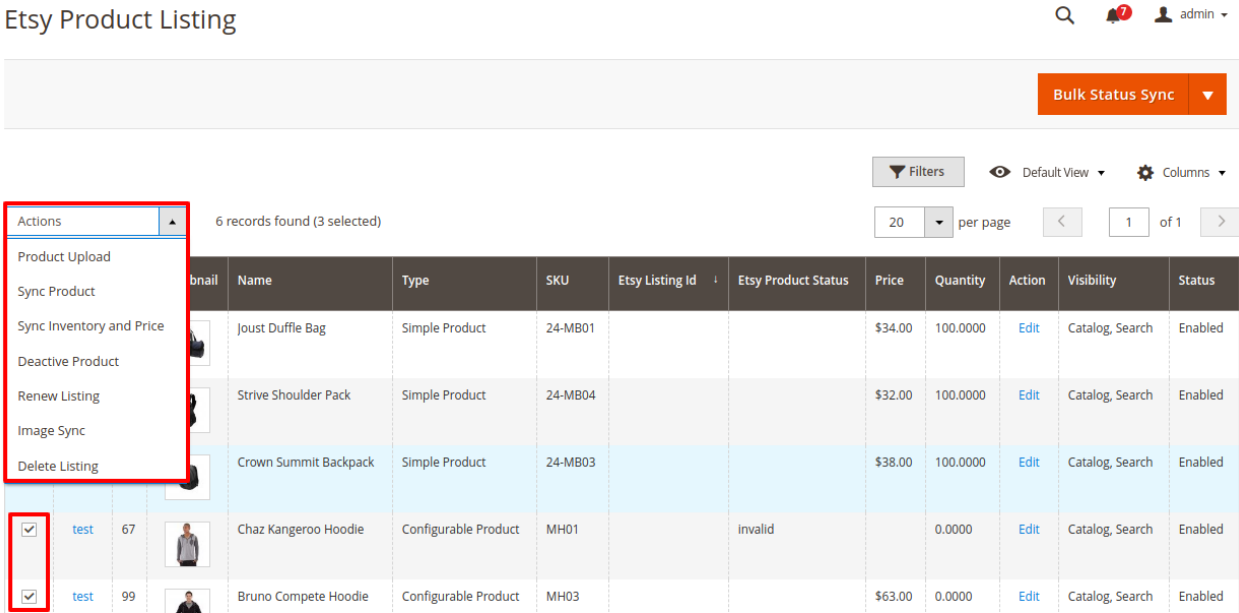 Etsy Product Listing
7
admin
Bulk Status Sync
Filters
Default View
Columns
Actions
6 records found (3 selected)
20
per page
1
of 1
Product Upload
Sync Product
Sync Inventory and Price
Deactive Product
Renew Listing
Image Sync
Delete Listing
bnail Name Type SKU Etsy Listing Id ↓ Etsy Product Status Price Quantity Action Visibility Status
Joust Duffle Bag Simple Product 24-MB01 $34.00 100.0000 Edit Catalog, Search Enabled
Strive Shoulder Pack Simple Product 24-MB04 $32.00 100.0000 Edit Catalog, Search Enabled
Crown Summit Backpack Simple Product 24-MB03 $38.00 100.0000 Edit Catalog, Search Enabled
test 67 Chaz Kangeroo Hoodie Configurable Product MH01 invalid 0.0000 Edit Catalog, Search Enabled
test 99 Bruno Compete Hoodie Configurable Product MH03 $63.00 0.0000 Edit Catalog, Search Enabled